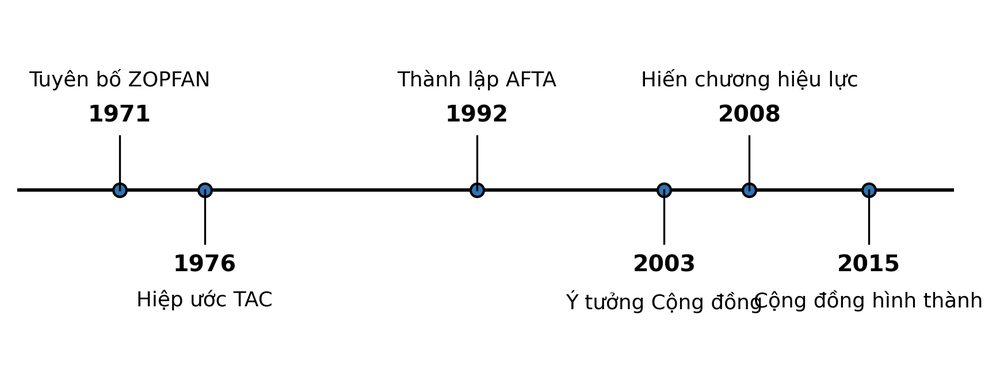 Tuyên bố ZOPFAN
1971
Thành lập AFTA
1992
Hiến chương hiệu lực
2008
1976
Hiệp ước TAC
2003
Ý tưởng Cộng đồng
2015
Cộng đồng hình thành